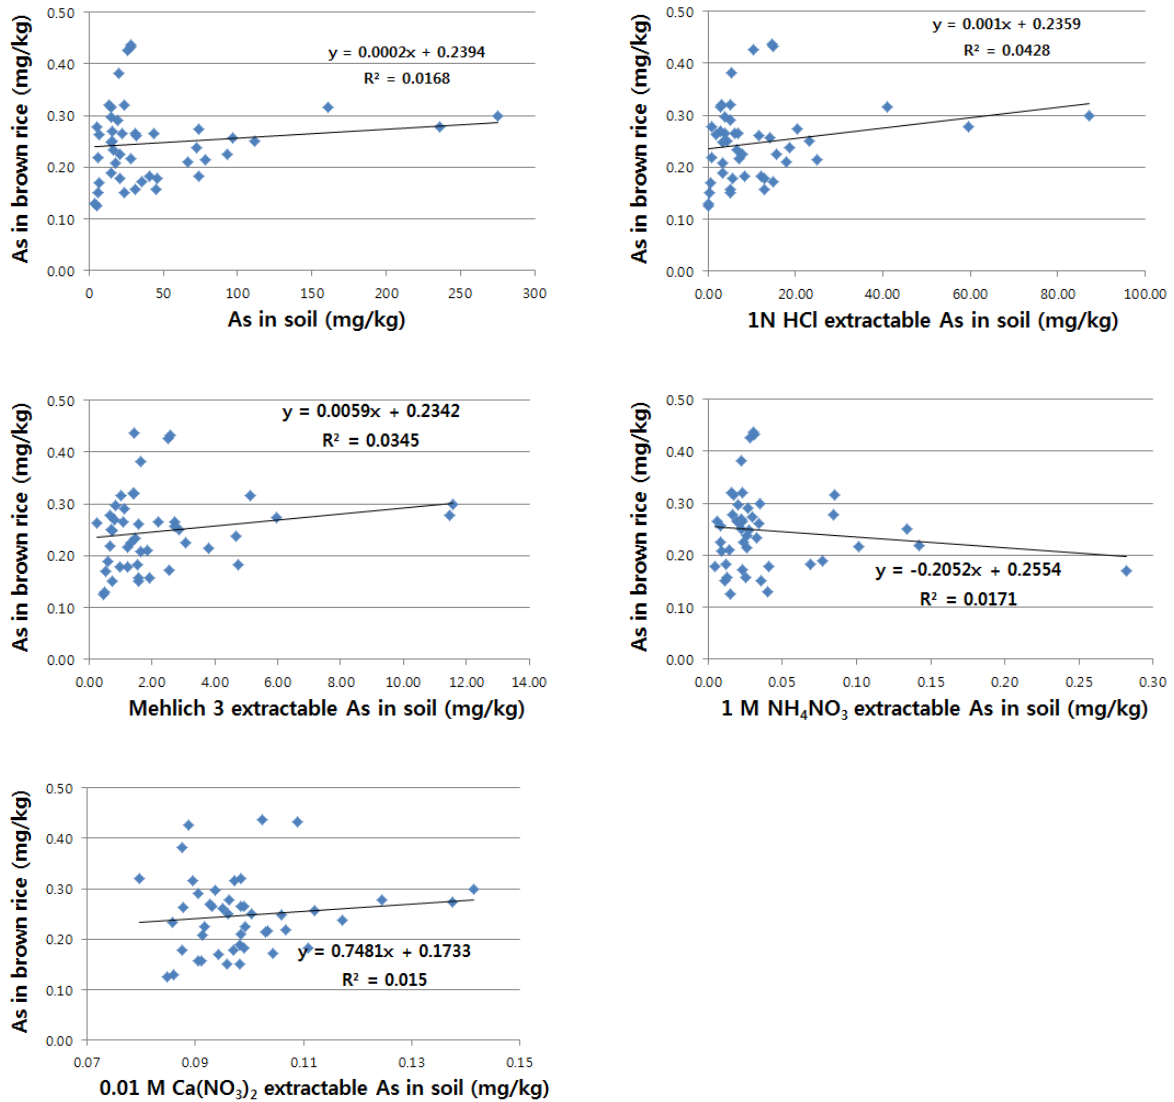 As in brown rice (mg/kg)
0.50
0.40
0.30
0.20
0.10
0.00
y = 0.0002x + 0.2394
R² = 0.0168
0 50 100 150 200 250 300
As in soil (mg/kg)
As in brown rice (mg/kg)
0.50
0.40
0.30
0.20
0.10
0.00
y = 0.001x + 0.2359
R² = 0.0428
0.00 20.00 40.00 60.00 80.00 100.00
1N HCl extractable As in soil (mg/kg)
As in brown rice (mg/kg)
0.50
0.40
0.30
0.20
0.10
0.00
y = 0.0059x + 0.2342
R² = 0.0345
0.00 2.00 4.00 6.00 8.00 10.00 12.00 14.00
Mehlich 3 extractable As in soil (mg/kg)
As in brown rice (mg/kg)
0.50
0.40
0.30
0.20
0.10
0.00
y = -0.2052x + 0.2554
R² = 0.0171
0.00 0.05 0.10 0.15 0.20 0.25 0.30
1 M NH₄NO₃ extractable As in soil (mg/kg)
As in brown rice (mg/kg)
0.50
0.40
0.30
0.20
0.10
0.00
y = 0.7481x + 0.1733
R² = 0.015
0.07 0.09 0.11 0.13 0.15
0.01 M Ca(NO₃)₂ extractable As in soil (mg/kg)